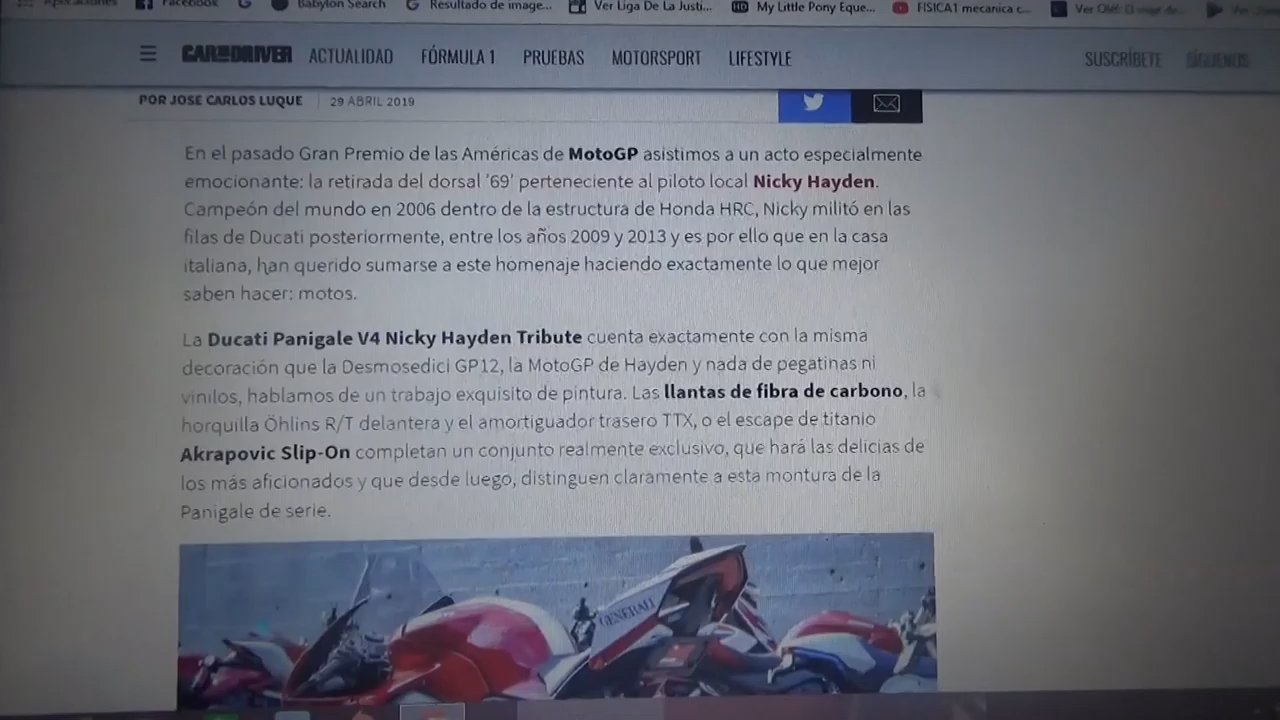 Facebook
Babylon Search
Resultado de image...
Ver Liga De La Justi...
HD My Little Pony Eque...
FISICA1 mecanica c...
CAR AND DRIVER ACTUALIDAD FÓRMULA 1 PRUEBAS MOTORSPORT LIFESTYLE SUSCRÍBETE SÍGUENOS
POR JOSE CARLOS LUQUE 29 ABRIL 2019
En el pasado Gran Premio de las Américas de MotoGP asistimos a un acto especialmente
emocionante: la retirada del dorsal '69' perteneciente al piloto local Nicky Hayden.
Campeón del mundo en 2006 dentro de la estructura de Honda HRC, Nicky militó en las
filas de Ducati posteriormente, entre los años 2009 y 2013 y es por ello que en la casa
italiana, han querido sumarse a este homenaje haciendo exactamente lo que mejor
saben hacer: motos.
La Ducati Panigale V4 Nicky Hayden Tribute cuenta exactamente con la misma
decoración que la Desmosedici GP12, la MotoGP de Hayden y nada de pegatinas ni
vinilos, hablamos de un trabajo exquisito de pintura. Las llantas de fibra de carbono, la
horquilla Öhlins R/T delantera y el amortiguador trasero TTX, o el escape de titanio
Akrapovic Slip-On completan un conjunto realmente exclusivo, que hará las delicias de
los más aficionados y que desde luego, distinguen claramente a esta montura de la
Panigale de serie.
GENERALI